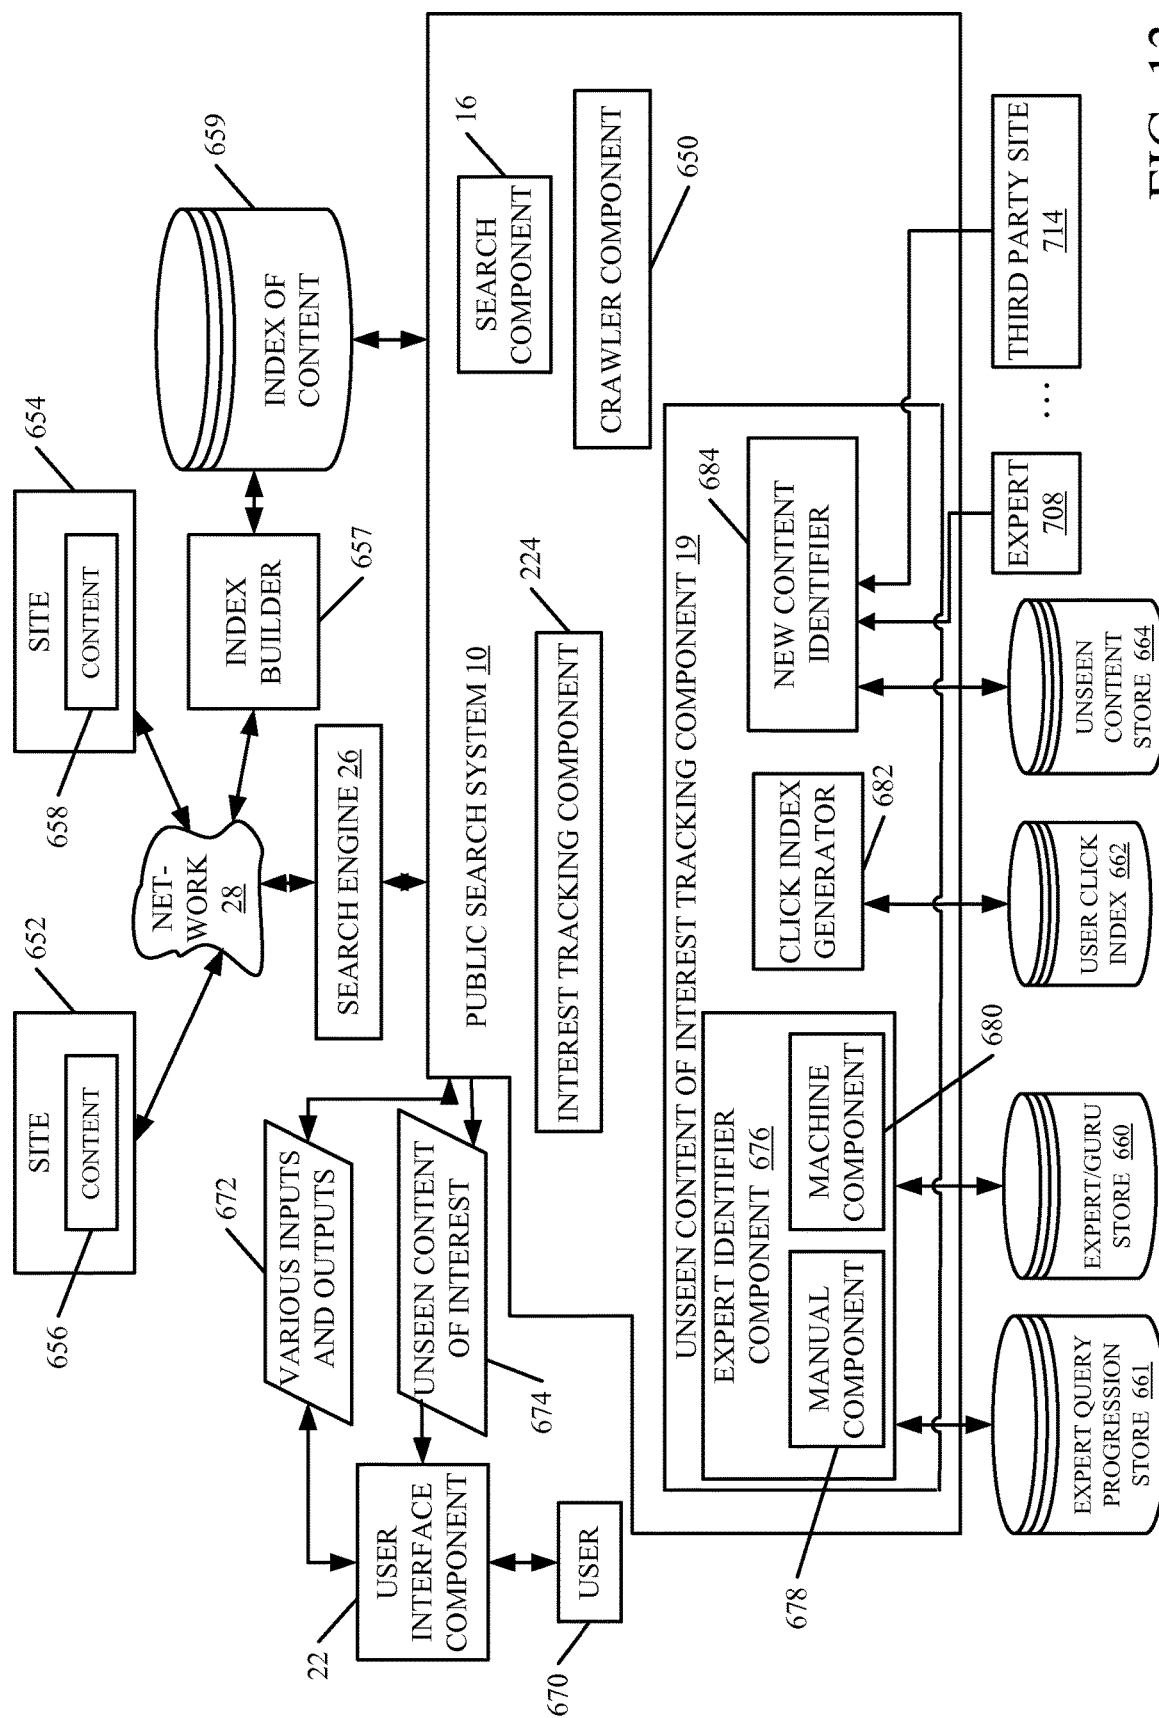 652
SITE
CONTENT
656
654
SITE
CONTENT
658
NET-
WORK
28
INDEX
BUILDER
657
659
INDEX OF
CONTENT
672
VARIOUS INPUTS
AND OUTPUTS
SEARCH ENGINE 26
22
USER
INTERFACE
COMPONENT
UNSEEN CONTENT
OF INTEREST
674
670
USER
PUBLIC SEARCH SYSTEM 10
16
SEARCH
COMPONENT
INTEREST TRACKING COMPONENT
224
CRAWLER COMPONENT
650
UNSEEN CONTENT OF INTEREST TRACKING COMPONENT 19
EXPERT IDENTIFIER
COMPONENT 676
MANUAL
COMPONENT
678
MACHINE
COMPONENT
680
CLICK INDEX
GENERATOR
682
NEW CONTENT
IDENTIFIER
684
EXPERT QUERY
PROGRESSION
STORE 661
EXPERT/GURU
STORE 660
USER CLICK
INDEX 662
UNSEEN
CONTENT
STORE 664
EXPERT
708
...
THIRD PARTY SITE
714